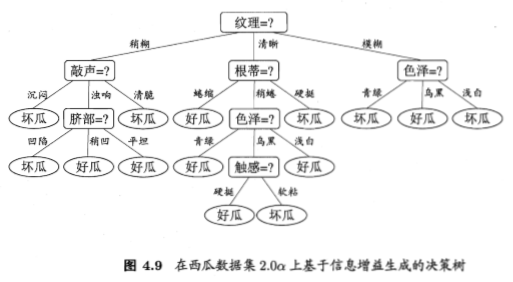 纹理=?
稍糊 清晰 模糊
敲声=? 根蒂=? 色泽=?
沉闷 浊响 清脆 蜷缩 稍蜷 硬挺 青绿 乌黑 浅白
坏瓜 脐部=? 坏瓜 好瓜 色泽=? 坏瓜 坏瓜 好瓜 坏瓜
凹陷 稍凹 平坦 青绿 乌黑 浅白
坏瓜 好瓜 好瓜 好瓜 触感=? 好瓜
硬挺 软粘
好瓜 坏瓜
图 4.9 在西瓜数据集 2.0α 上基于信息增益生成的决策树